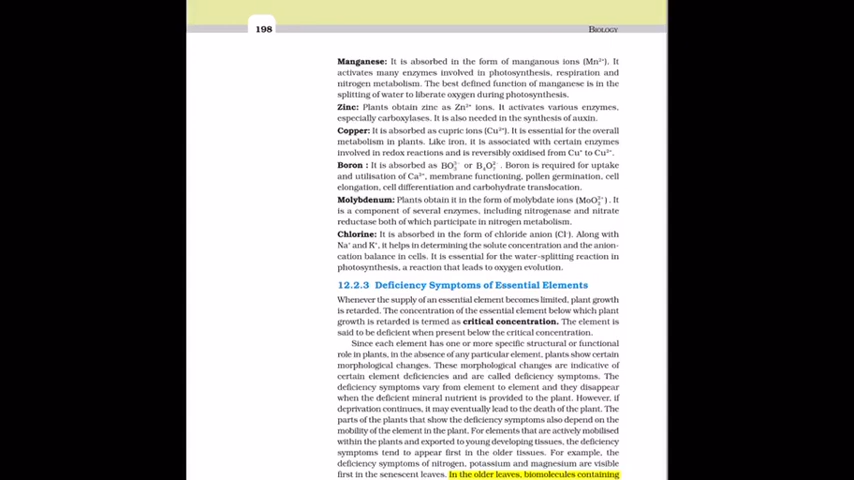 198
BIOLOGY
Manganese: It is absorbed in the form of manganous ions (Mn²⁺). It
activates many enzymes involved in photosynthesis, respiration and
nitrogen metabolism. The best defined function of manganese is in the
splitting of water to liberate oxygen during photosynthesis.
Zinc: Plants obtain zinc as Zn²⁺ ions. It activates various enzymes,
especially carboxylases. It is also needed in the synthesis of auxin.
Copper: It is absorbed as cupric ions (Cu²⁺). It is essential for the overall
metabolism in plants. Like iron, it is associated with certain enzymes
involved in redox reactions and is reversibly oxidised from Cu⁺ to Cu²⁺.
Boron : It is absorbed as BO₃³⁻ or B₄O₇²⁻. Boron is required for uptake
and utilisation of Ca²⁺, membrane functioning, pollen germination, cell
elongation, cell differentiation and carbohydrate translocation.
Molybdenum: Plants obtain it in the form of molybdate ions (MoO₂²⁺). It
is a component of several enzymes, including nitrogenase and nitrate
reductase both of which participate in nitrogen metabolism.
Chlorine: It is absorbed in the form of chloride anion (Cl⁻). Along with
Na⁺ and K⁺, it helps in determining the solute concentration and the anion-
cation balance in cells. It is essential for the water-splitting reaction in
photosynthesis, a reaction that leads to oxygen evolution.
12.2.3 Deficiency Symptoms of Essential Elements
Whenever the supply of an essential element becomes limited, plant growth
is retarded. The concentration of the essential element below which plant
growth is retarded is termed as critical concentration. The element is
said to be deficient when present below the critical concentration.
Since each element has one or more specific structural or functional
role in plants, in the absence of any particular element, plants show certain
morphological changes. These morphological changes are indicative of
certain element deficiencies and are called deficiency symptoms. The
deficiency symptoms vary from element to element and they disappear
when the deficient mineral nutrient is provided to the plant. However, if
deprivation continues, it may eventually lead to the death of the plant. The
parts of the plants that show the deficiency symptoms also depend on the
mobility of the element in the plant. For elements that are actively mobilised
within the plants and exported to young developing tissues, the deficiency
symptoms tend to appear first in the older tissues. For example, the
deficiency symptoms of nitrogen, potassium and magnesium are visible
first in the senescent leaves. In the older leaves, biomolecules containing